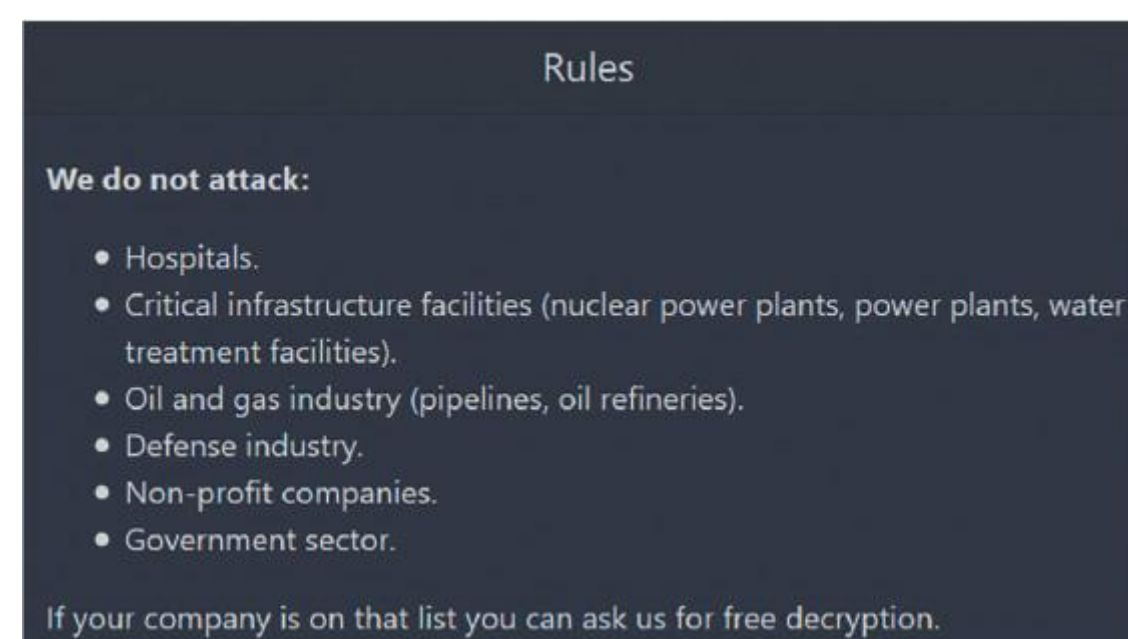 Rules
We do not attack:
• Hospitals.
• Critical infrastructure facilities (nuclear power plants, power plants, water
treatment facilities).
• Oil and gas industry (pipelines, oil refineries).
• Defense industry.
• Non-profit companies.
• Government sector.
If your company is on that list you can ask us for free decryption.